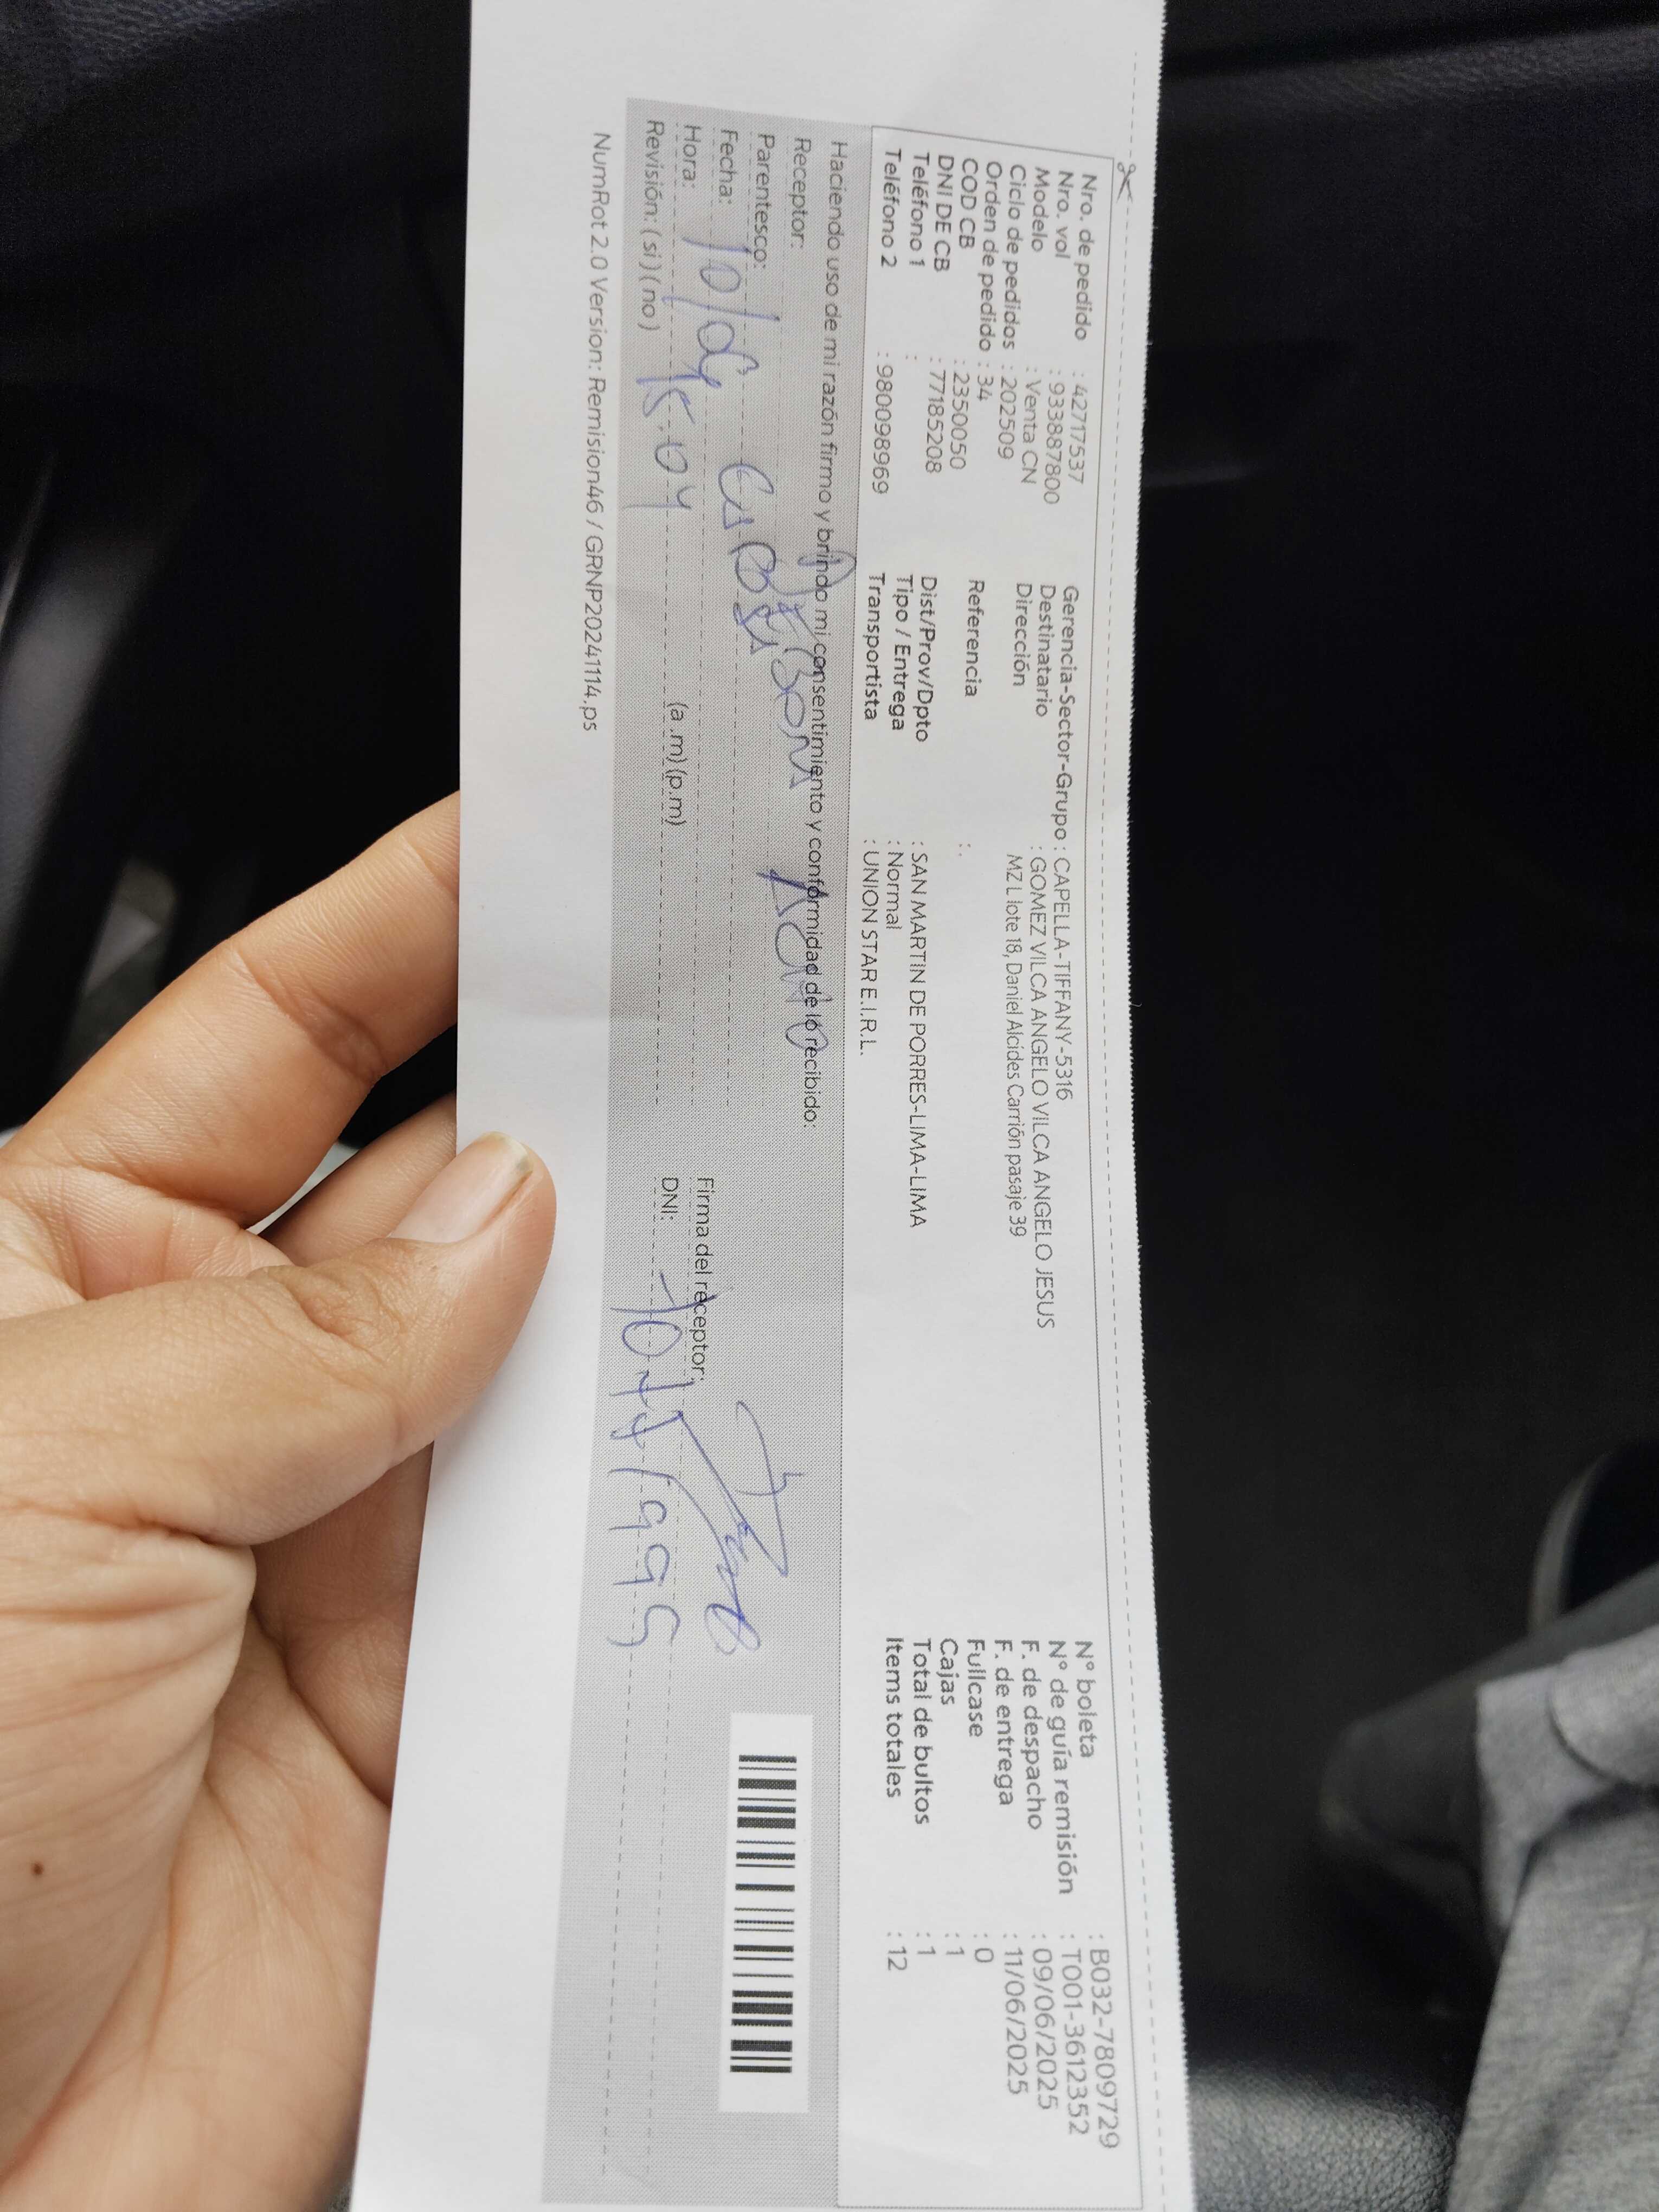 Nro. de pedido : 42717537
Nro. vol : 933887800
Modelo : Venta CN
Ciclo de pedidos : 202509
Orden de pedido : 34
COD CB : 2350050
DNI DE CB : 77185208
Teléfono 1 :
Teléfono 2 : 980098969
Gerencia-Sector-Grupo : CAPELLA-TIFFANY-5316
Destinatario : GOMEZ VILCA ANGELO VILCA ANGELO JESUS
Dirección MZ L lote 18, Daniel Alcides Carrión pasaje 39
Referencia : .
Dist/Prov/Dpto : SAN MARTIN DE PORRES-LIMA-LIMA
Tipo / Entrega : Normal
Transportista : UNION STAR E.I.R.L.
N° boleta : B032-7809729
N° de guía remisión : T001-3612352
F. de despacho : 09/06/2025
F. de entrega : 11/06/2025
Fullcase : 0
Cajas : 1
Total de bultos : 1
Items totales : 12
Haciendo uso de mi razón firmo y brindo mi consentimiento y conformidad de lo recibido:
Receptor:
Parentesco:
Fecha:
Hora: (a.m)(p.m)
Revisión: ( si ) ( no )
Firma del receptor:
DNI:
NumRot 2.0 Version: Remision46 / GRNP20241114.ps